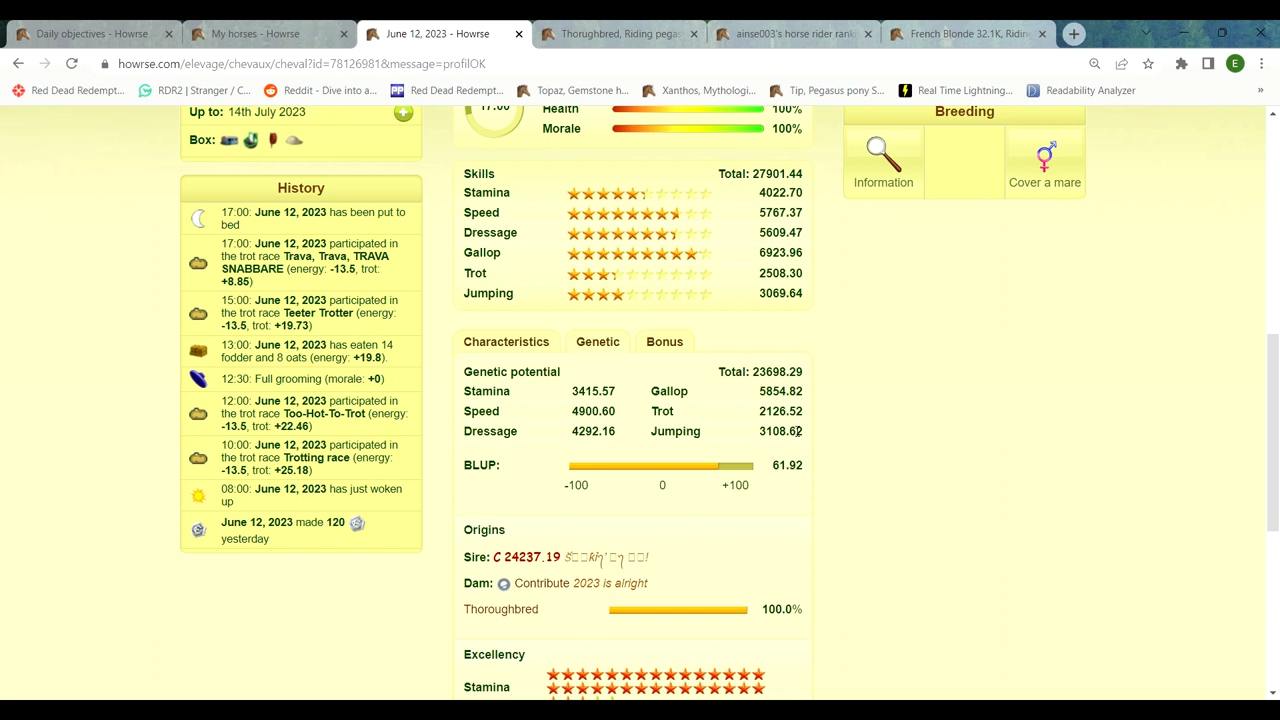 Daily objectives - Howrse
My horses - Howrse
June 12, 2023 - Howrse
Thorughbred, Riding pegas
ainse003's horse rider rank
French Blonde 32.1K, Ridin
howrse.com/elevage/chevaux/cheval?id=78126981&message=profilOK
E
Red Dead Redempt...
RDR2 | Stranger / C...
Reddit - Dive into a...
Red Dead Redempt...
Topaz, Gemstone h...
Xanthos, Mythologi...
Tip, Pegasus pony S...
Real Time Lightning...
Readability Analyzer
»
Up to: 14th July 2023
Box:
History
17:00: June 12, 2023 has been put to
bed
17:00: June 12, 2023 participated in
the trot race Trava, Trava, TRAVA
SNABBARE (energy: -13.5, trot:
+8.85)
15:00: June 12, 2023 participated in
the trot race Teeter Trotter (energy:
-13.5, trot: +19.73)
13:00: June 12, 2023 has eaten 14
fodder and 8 oats (energy: +19.8).
12:30: Full grooming (morale: +0)
12:00: June 12, 2023 participated in
the trot race Too-Hot-To-Trot (energy:
-13.5, trot: +22.46)
10:00: June 12, 2023 participated in
the trot race Trotting race (energy:
-13.5, trot: +25.18)
08:00: June 12, 2023 has just woken
up
June 12, 2023 made 120
yesterday
17:00
Health 100%
Morale 100%
Skills Total: 27901.44
Stamina 4022.70
Speed 5767.37
Dressage 5609.47
Gallop 6923.96
Trot 2508.30
Jumping 3069.64
Characteristics Genetic Bonus
Genetic potential Total: 23698.29
Stamina 3415.57 Gallop 5854.82
Speed 4900.60 Trot 2126.52
Dressage 4292.16 Jumping 3108.62
BLUP: 61.92
-100 0 +100
Origins
Sire: C 24237.19
Dam: Contribute 2023 is alright
Thoroughbred 100.0%
Excellency
Stamina
Breeding
Information
Cover a mare